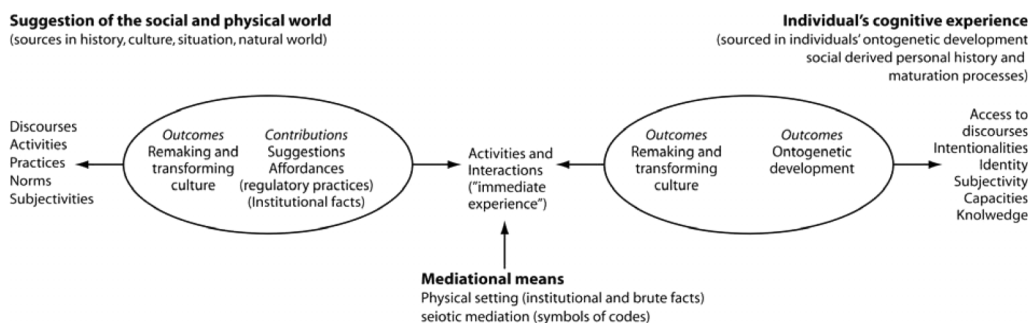 Suggestion of the social and physical world
(sources in history, culture, situation, natural world)
Individual's cognitive experience
(sourced in individuals' ontogenetic development
social derived personal history and
maturation processes)
Discourses
Activities
Practices
Norms
Subjectivities
Outcomes
Remaking and
transforming
culture
Contributions
Suggestions
Affordances
(regulatory practices)
(Institutional facts)
Activities and
Interactions
("immediate
experience")
Outcomes
Remaking and
transforming
culture
Outcomes
Ontogenetic
development
Access to
discourses
Intentionalities
Identity
Subjectivity
Capacities
Knolwedge
Mediational means
Physical setting (institutional and brute facts)
seiotic mediation (symbols of codes)